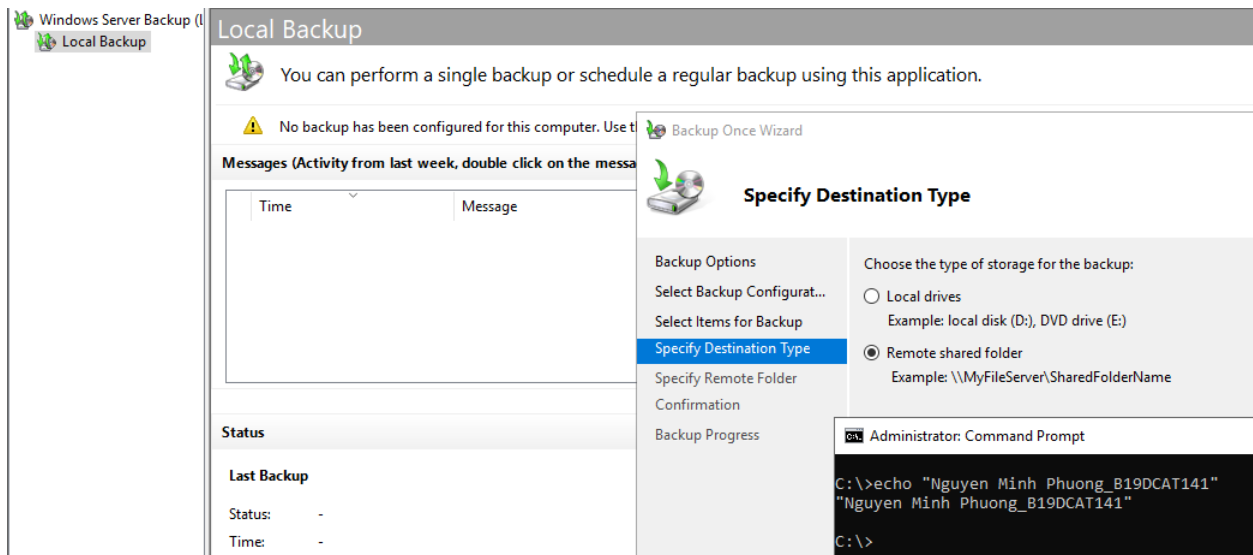 Windows Server Backup (L
Local Backup
Local Backup
You can perform a single backup or schedule a regular backup using this application.
No backup has been configured for this computer. Use t
Messages (Activity from last week, double click on the messa
Time
Message
Status
Last Backup
Status: -
Time: -
Backup Once Wizard
Specify Destination Type
Backup Options
Select Backup Configurat...
Select Items for Backup
Specify Destination Type
Specify Remote Folder
Confirmation
Backup Progress
Choose the type of storage for the backup:
Local drives
Example: local disk (D:), DVD drive (E:)
Remote shared folder
Example: \\MyFileServer\SharedFolderName
Administrator: Command Prompt
C:\>echo "Nguyen Minh Phuong_B19DCAT141"
"Nguyen Minh Phuong_B19DCAT141"
C:\>